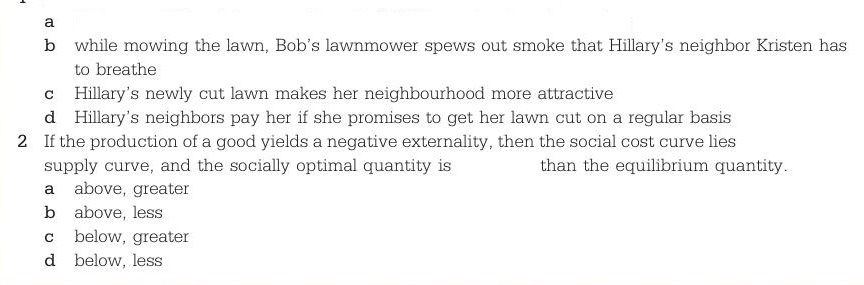 a
b while mowing the lawn, Bob's lawnmower spews out smoke that Hillary's neighbor Kristen has
to breathe
c Hillary's newly cut lawn makes her neighbourhood more attractive
d Hillary's neighbors pay her if she promises to get her lawn cut on a regular basis
2 If the production of a good yields a negative externality, then the social cost curve lies
supply curve, and the socially optimal quantity is than the equilibrium quantity.
a above, greater
b above, less
c below, greater
d below, less